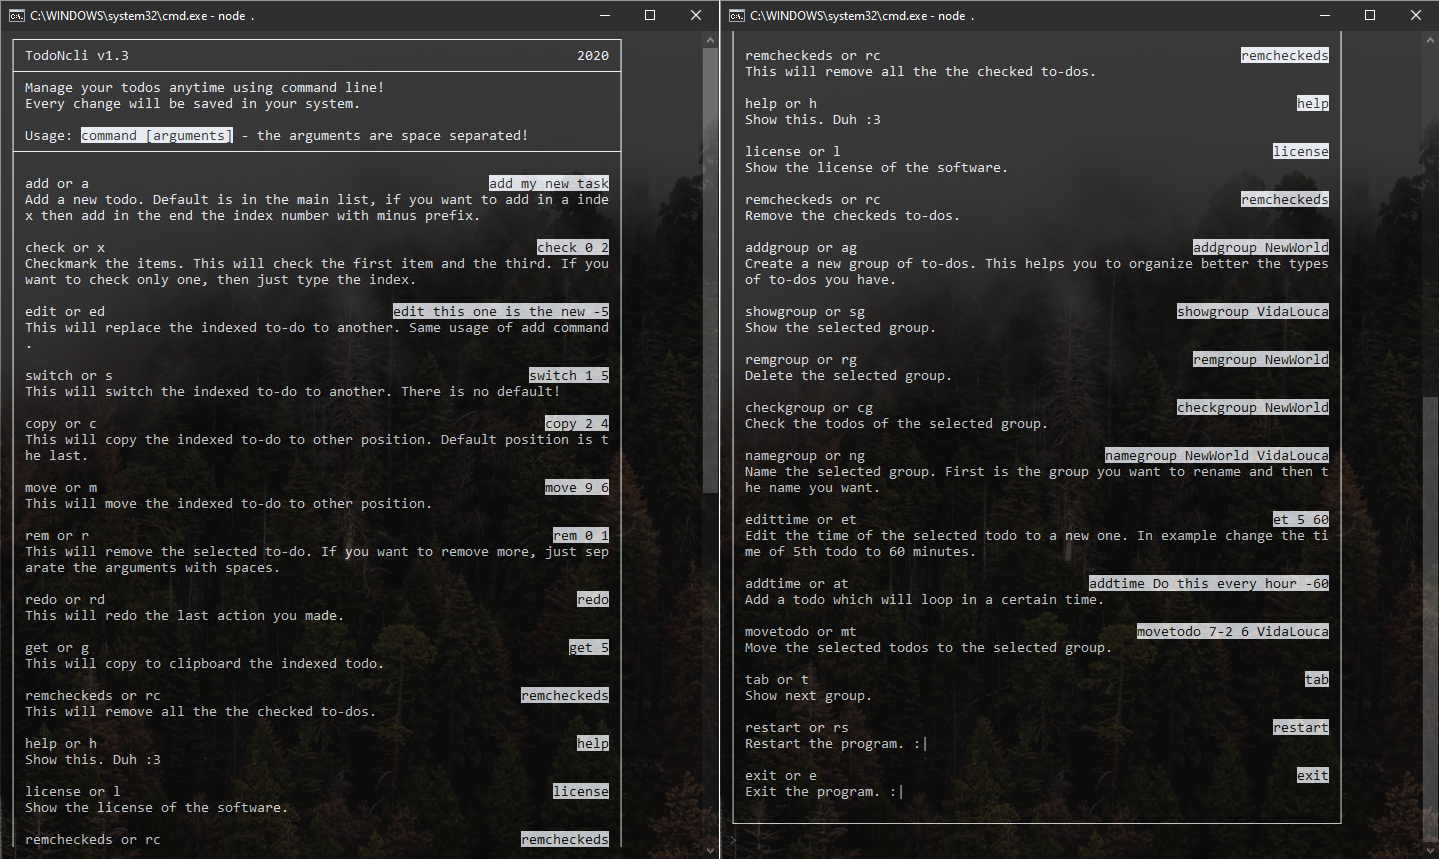 C:\WINDOWS\system32\cmd.exe - node .
TodoNcli v1.3 2020
Manage your todos anytime using command line!
Every change will be saved in your system.
Usage: command [arguments] - the arguments are space separated!
add or a add my new task
Add a new todo. Default is in the main list, if you want to add in a inde
x then add in the end the index number with minus prefix.
check or x check 0 2
Checkmark the items. This will check the first item and the third. If you
want to check only one, then just type the index.
edit or ed edit this one is the new -5
This will replace the indexed to-do to another. Same usage of add command
.
switch or s switch 1 5
This will switch the indexed to-do to another. There is no default!
copy or c copy 2 4
This will copy the indexed to-do to other position. Default position is t
he last.
move or m move 9 6
This will move the indexed to-do to other position.
rem or r rem 0 1
This will remove the selected to-do. If you want to remove more, just sep
arate the arguments with spaces.
redo or rd redo
This will redo the last action you made.
get or g get 5
This will copy to clipboard the indexed todo.
remcheckeds or rc remcheckeds
This will remove all the the checked to-dos.
help or h help
Show this. Duh :3
license or l license
Show the license of the software.
remcheckeds or rc remcheckeds
C:\WINDOWS\system32\cmd.exe - node .
remcheckeds or rc remcheckeds
This will remove all the the checked to-dos.
help or h help
Show this. Duh :3
license or l license
Show the license of the software.
remcheckeds or rc remcheckeds
Remove the checkeds to-dos.
addgroup or ag addgroup NewWorld
Create a new group of to-dos. This helps you to organize better the types
of to-dos you have.
showgroup or sg showgroup VidaLouca
Show the selected group.
remgroup or rg remgroup NewWorld
Delete the selected group.
checkgroup or cg checkgroup NewWorld
Check the todos of the selected group.
namegroup or ng namegroup NewWorld VidaLouca
Name the selected group. First is the group you want to rename and then t
he name you want.
edittime or et et 5 60
Edit the time of the selected todo to a new one. In example change the ti
me of 5th todo to 60 minutes.
addtime or at addtime Do this every hour -60
Add a todo which will loop in a certain time.
movetodo or mt movetodo 7-2 6 VidaLouca
Move the selected todos to the selected group.
tab or t tab
Show next group.
restart or rs restart
Restart the program. :|
exit or e exit
Exit the program. :|
>